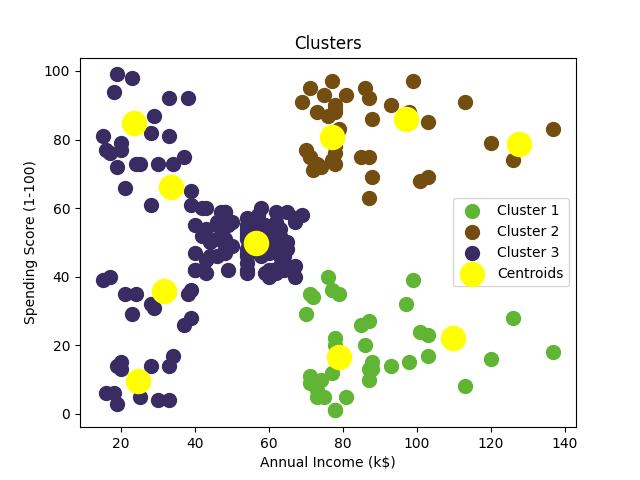 Clusters
Spending Score (1-100)
100
80
60
40
20
0
Cluster 1
Cluster 2
Cluster 3
Centroids
20
40
60
80
100
120
140
Annual Income (k$)